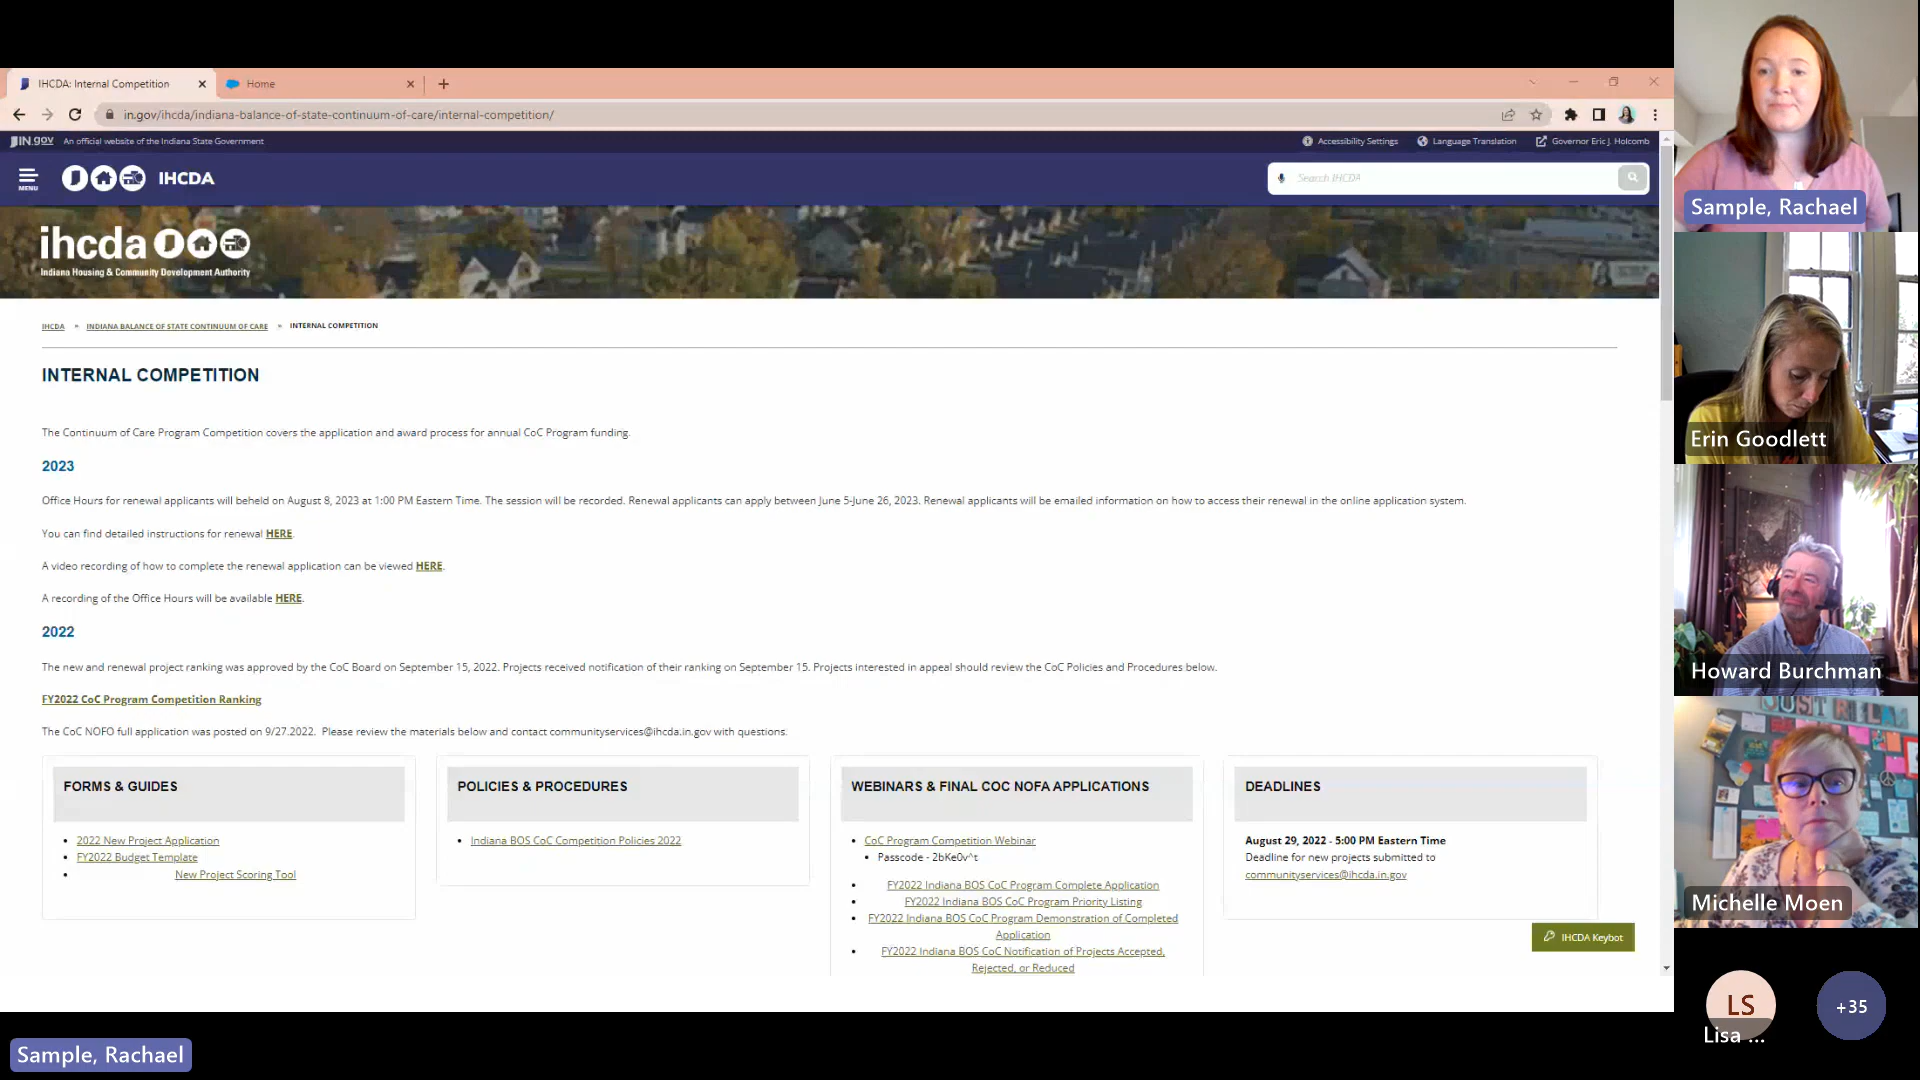 IHCDA: Internal Competition
Home
in.gov/ihcda/indiana-balance-of-state-continuum-of-care/internal-competition/
IN.gov An official website of the Indiana State Government
Accessibility Settings Language Translation Governor Eric J. Holcomb
MENU
IHCDA
Search IHCDA
ihcda
Indiana Housing & Community Development Authority
IHCDA » INDIANA BALANCE OF STATE CONTINUUM OF CARE » INTERNAL COMPETITION
INTERNAL COMPETITION
The Continuum of Care Program Competition covers the application and award process for annual CoC Program funding.
2023
Office Hours for renewal applicants will beheld on August 8, 2023 at 1:00 PM Eastern Time. The session will be recorded. Renewal applicants can apply between June 5-June 26, 2023. Renewal applicants will be emailed information on how to access their renewal in the online application system.
You can find detailed instructions for renewal HERE.
A video recording of how to complete the renewal application can be viewed HERE.
A recording of the Office Hours will be available HERE.
2022
The new and renewal project ranking was approved by the CoC Board on September 15, 2022. Projects received notification of their ranking on September 15. Projects interested in appeal should review the CoC Policies and Procedures below.
FY2022 CoC Program Competition Ranking
The CoC NOFO full application was posted on 9/27.2022. Please review the materials below and contact communityservices@ihcda.in.gov with questions.
FORMS & GUIDES
2022 New Project Application
FY2022 Budget Template
New Project Scoring Tool
POLICIES & PROCEDURES
Indiana BOS CoC Competition Policies 2022
WEBINARS & FINAL COC NOFA APPLICATIONS
CoC Program Competition Webinar
Passcode - 2bKe0v^t
FY2022 Indiana BOS CoC Program Complete Application
FY2022 Indiana BOS CoC Program Priority Listing
FY2022 Indiana BOS CoC Program Demonstration of Completed
Application
FY2022 Indiana BOS CoC Notification of Projects Accepted,
Rejected, or Reduced
DEADLINES
August 29, 2022 - 5:00 PM Eastern Time
Deadline for new projects submitted to
communityservices@ihcda.in.gov
IHCDA Keybot
Sample, Rachael
Erin Goodlett
Howard Burchman
JUST RELAX
Michelle Moen
LS
Lisa ...
+35
Sample, Rachael